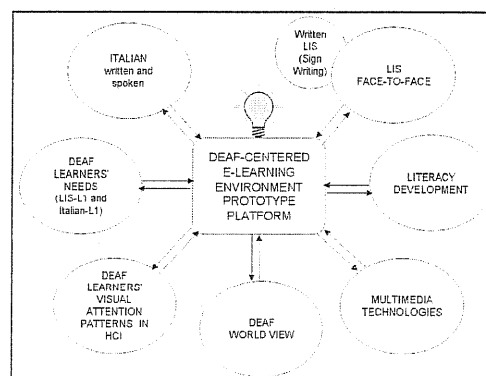 ITALIAN
written and
spoken
Written
LIS
(Sign
Writing)
LIS
FACE-TO-FACE
DEAF
LEARNERS'
NEEDS
(LIS-L1 and
Italian-L1)
DEAF-CENTERED
E-LEARNING
ENVIRONMENT
PROTOTYPE
PLATFORM
LITERACY
DEVELOPMENT
DEAF
LEARNERS'
VISUAL
ATTENTION
PATTERNS IN
HCI
DEAF
WORLD VIEW
MULTIMEDIA
TECHNOLOGIES